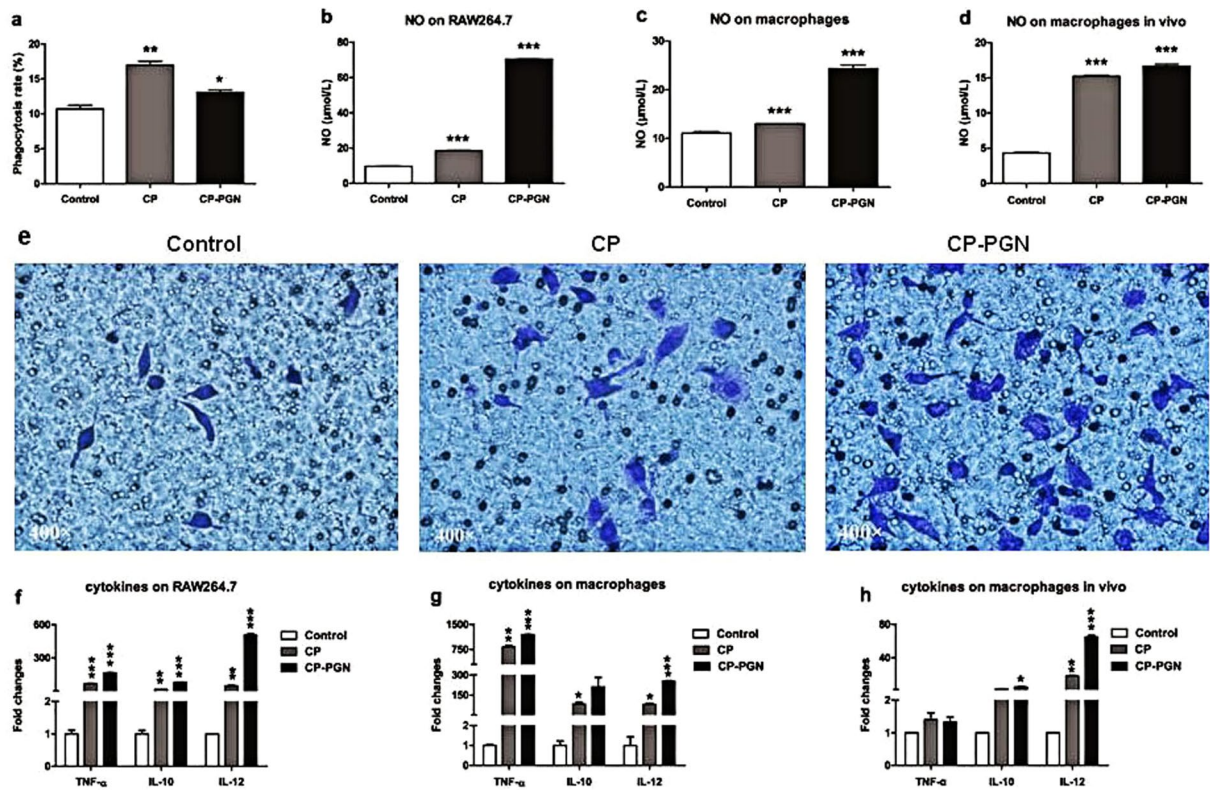 a
**
*
Phagocytosis rate (%)
20
15
10
5
0
Control CP CP-PGN
b
NO on RAW264.7
***
***
NO (µmol/L)
80
60
40
20
0
Control CP CP-PGN
c
NO on macrophages
***
***
NO (µmol/L)
30
20
10
0
Control CP CP-PGN
d
NO on macrophages in vivo
***
***
NO (µmol/L)
20
15
10
5
0
Control CP CP-PGN
e
Control CP CP-PGN
400×
400×
400×
f
cytokines on RAW264.7
Fold changes
600
300
2
1
0
***
***
**
***
**
***
TNF-α IL-10 IL-12
Control
CP
CP-PGN
g
cytokines on macrophages
Fold changes
1500
750
300
150
2
1
0
**
***
*
*
***
TNF-α IL-10 IL-12
Control
CP
CP-PGN
h
cytokines on macrophages in vivo
Fold changes
40
2
1
0
*
**
***
TNF-α IL-10 IL-12
Control
CP
CP-PGN